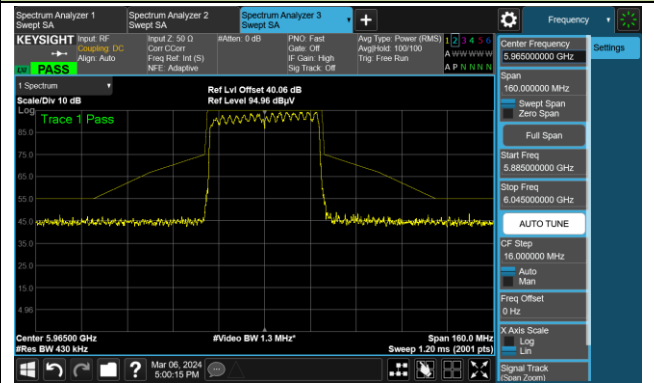 Spectrum Analyzer 1
Swept SA
Spectrum Analyzer 2
Swept SA
Spectrum Analyzer 3
Swept SA
Frequency
KEYSIGHT
Input: RF
Coupling: DC
Align: Auto
Input Z: 50 Ω
Corr CCorr
Freq Ref: Int (S)
NFE: Adaptive
#Atten: 0 dB
PNO: Fast
Gate: Off
IF Gain: High
Sig Track: Off
Avg Type: Power (RMS)
Avg|Hold: 100/100
Trig: Free Run
1 2 3 4 5 6
A W W W W W
A P N N N N
LNI PASS
1 Spectrum
Scale/Div 10 dB
Ref Lvl Offset 40.06 dB
Ref Level 94.96 dBµV
Log
Trace 1 Pass
85.0
75.0
65.0
55.0
45.0
35.0
25.0
15.0
4.96
Center 5.96500 GHz
#Res BW 430 kHz
#Video BW 1.3 MHz*
Span 160.0 MHz
Sweep 1.20 ms (2001 pts)
Mar 06, 2024
5:00:15 PM
Center Frequency
5.965000000 GHz
Settings
Span
160.000000 MHz
Swept Span
Zero Span
Full Span
Start Freq
5.885000000 GHz
Stop Freq
6.045000000 GHz
AUTO TUNE
CF Step
16.000000 MHz
Auto
Man
Freq Offset
0 Hz
X Axis Scale
Log
Lin
Signal Track
(Span Zoom)